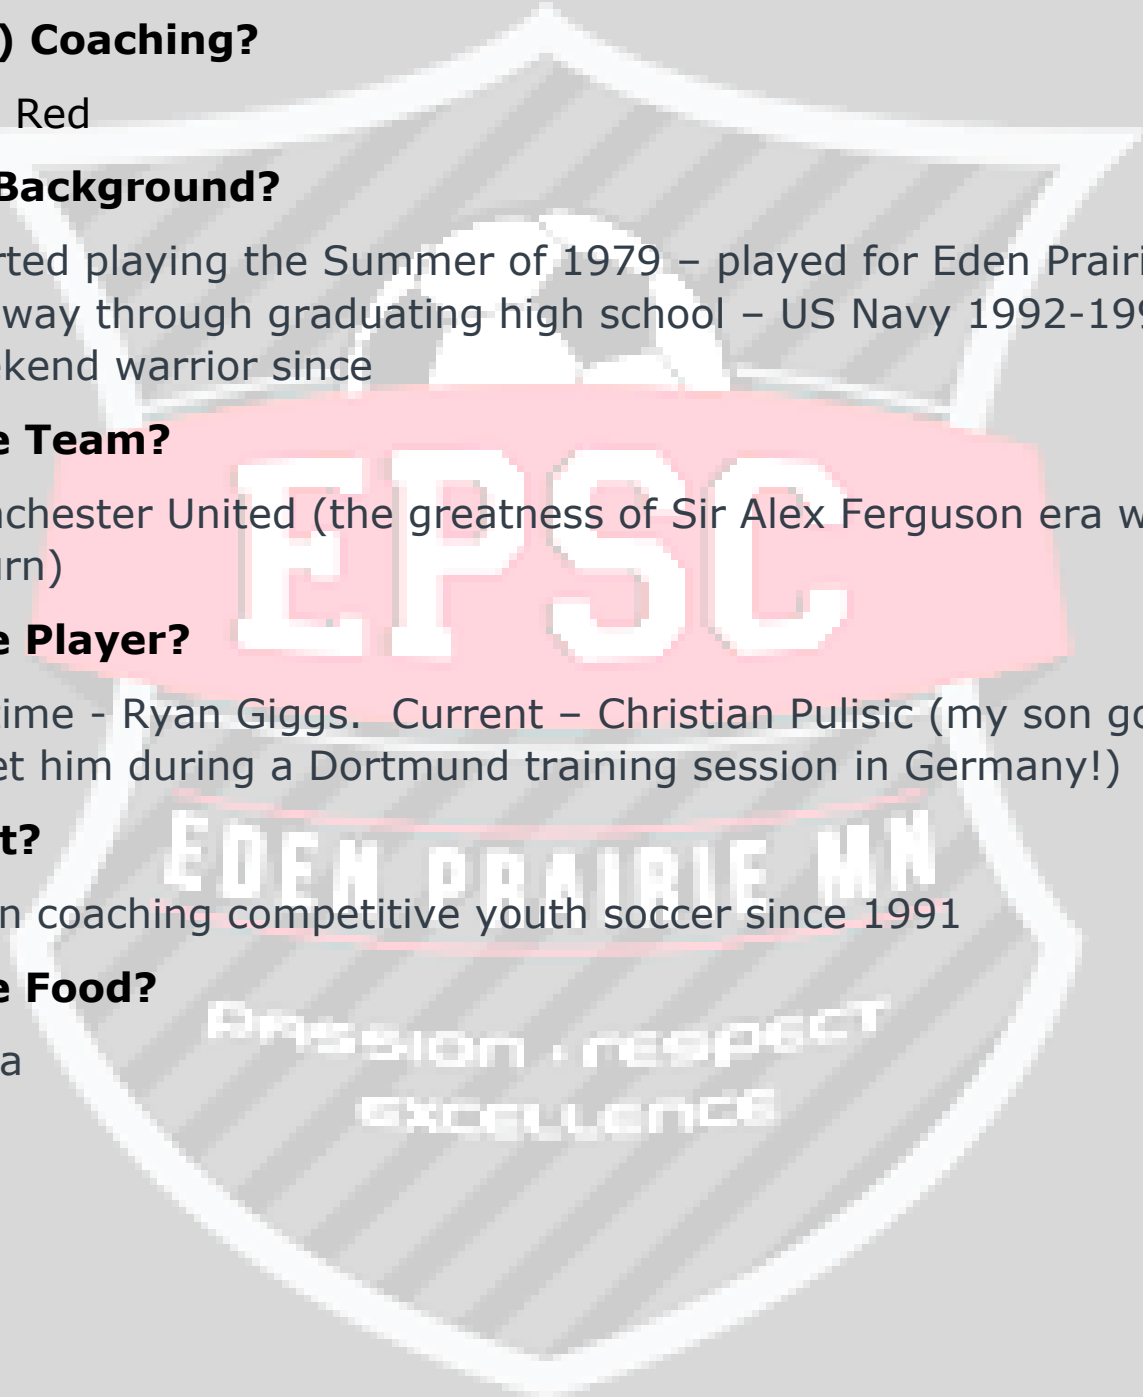 ) Coaching?
Red
Background?
rted playing the Summer of 1979 – played for Eden Prairi
way through graduating high school – US Navy 1992-199
ekend warrior since
e Team?
nchester United (the greatness of Sir Alex Ferguson era w
urn)
e Player?
time - Ryan Giggs.  Current – Christian Pulisic (my son go
et him during a Dortmund training session in Germany!)
t?
n coaching competitive youth soccer since 1991
e Food?
a
EPSC
EDEN PRAIRIE MN
PASSION · RESPECT
EXCELLENCE